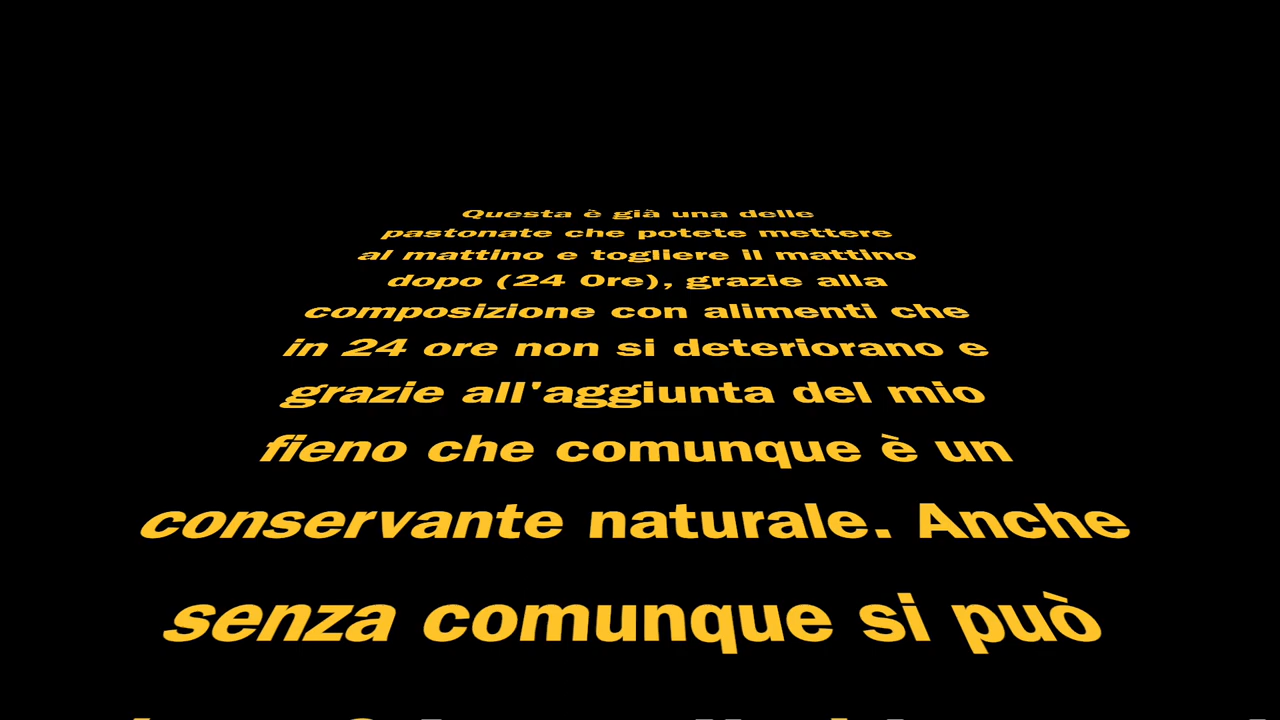 Questa è già una delle
pastonate che potete mettere
al mattino e togliere il mattino
dopo (24 Ore), grazie alla
composizione con alimenti che
in 24 ore non si deteriorano e
grazie all'aggiunta del mio
fieno che comunque è un
conservante naturale. Anche
senza comunque si può